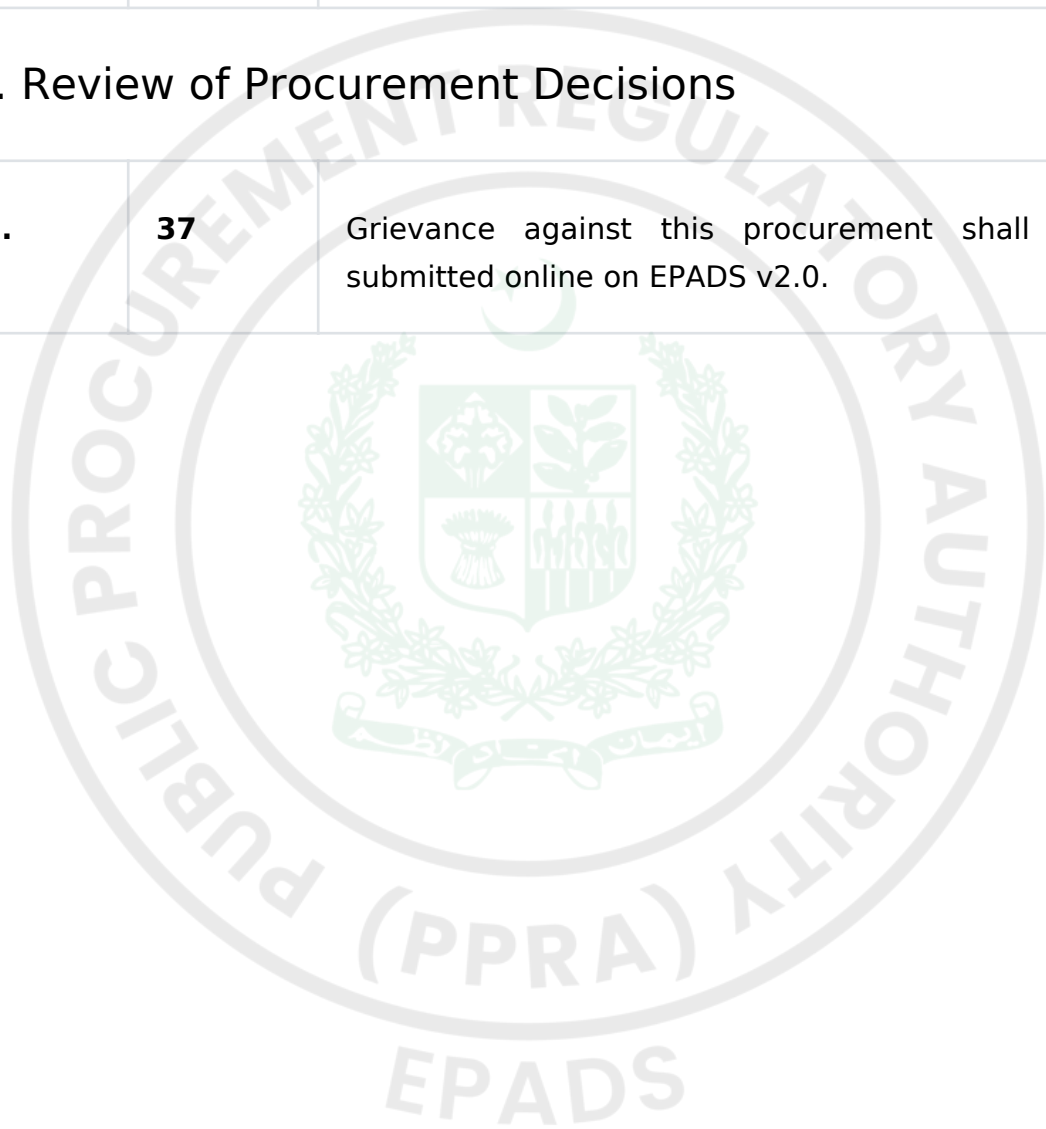 . Review of Procurement Decisions
. 37 Grievance against this procurement shall
submitted online on EPADS v2.0.
PUBLIC PROCUREMENT REGULATORY AUTHORITY
(PPRA)
EPADS